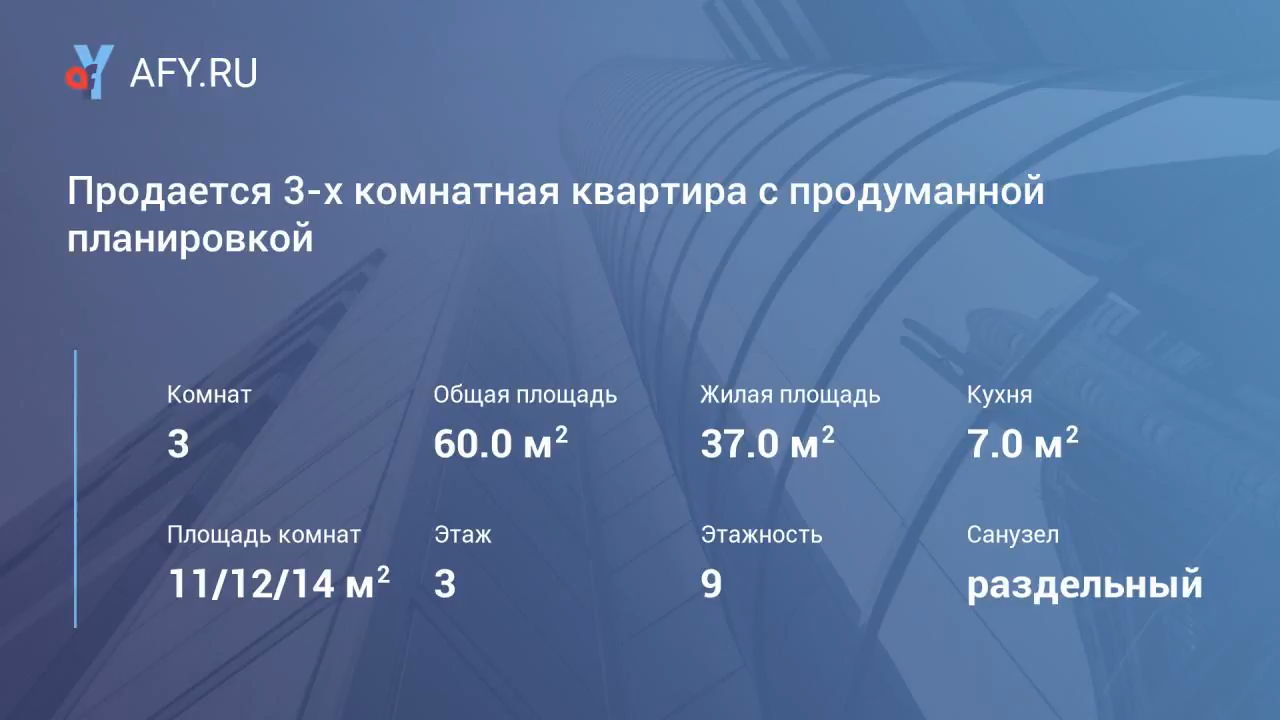 AFY.RU
Продается 3-х комнатная квартира с продуманной
планировкой
Комнат
3
Общая площадь
60.0 м²
Жилая площадь
37.0 м²
Кухня
7.0 м²
Площадь комнат
11/12/14 м²
Этаж
3
Этажность
9
Санузел
раздельный